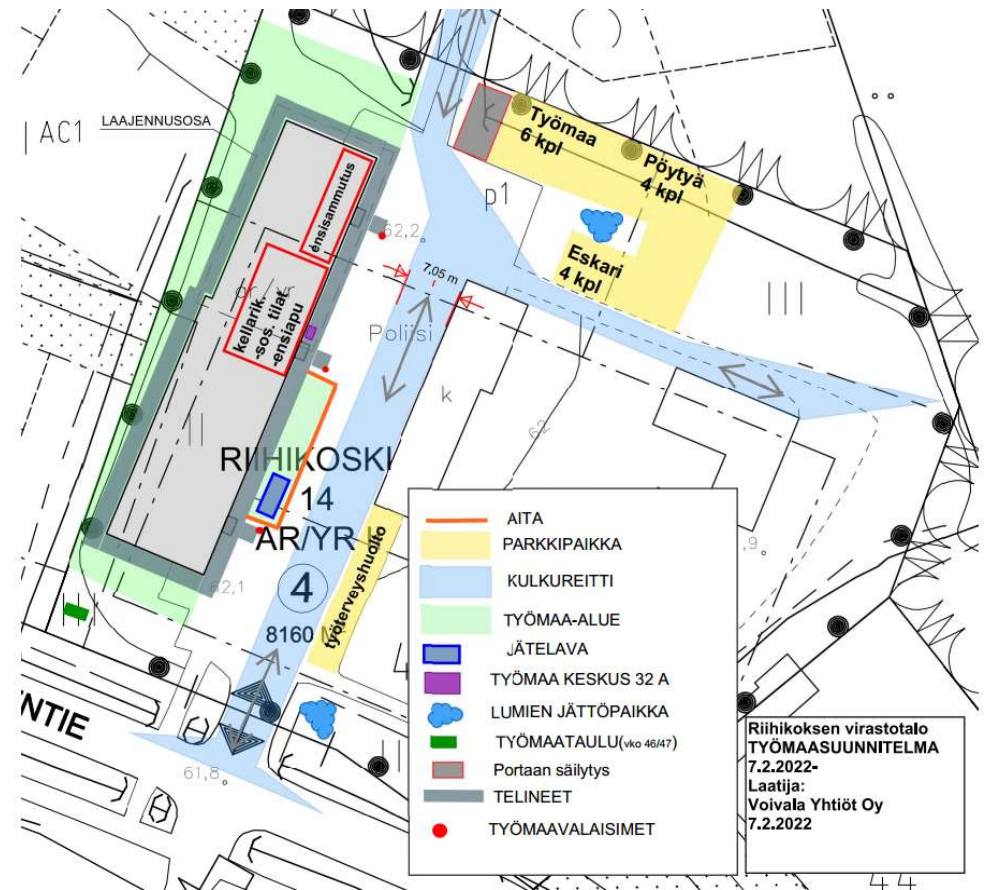 LAAJENNUSOSA
AC1
Työmaa
6 kpl
Pöytyä
4 kpl
p1
ensisammutus
62,2
Eskari
4 kpl
7,05 m
III
kellarik.
-sos. tilat
-ensiapu
Poliisi
k
62
II
RIIHIKOSKI
14
AR/YR
4
8160
62,1
työterveyshuolto
,9
NTIE
61,8
II
AITA
PARKKIPAIKKA
KULKUREITTI
TYÖMAA-ALUE
JÄTELAVA
TYÖMAA KESKUS 32 A
LUMIEN JÄTTÖPAIKKA
TYÖMAATAULU(vko 46/47)
Portaan säilytys
TELINEET
TYÖMAAVALAISIMET
Riihikoksen virastotalo
TYÖMAASUUNNITELMA
7.2.2022-
Laatija:
Voivala Yhtiöt Oy
7.2.2022